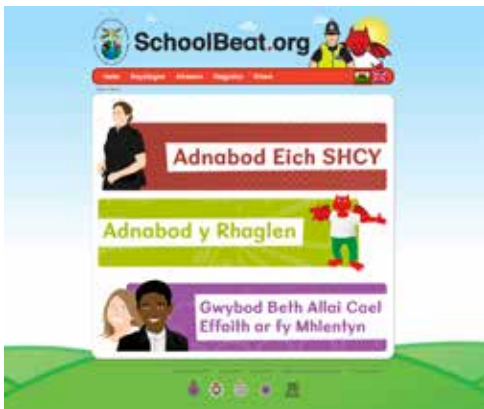 SchoolBeat.org
Adnabod Eich SHCY
Adnabod y Rhaglen
Gwybod Beth Allai Cael
Effaith ar fy Mhlentyn